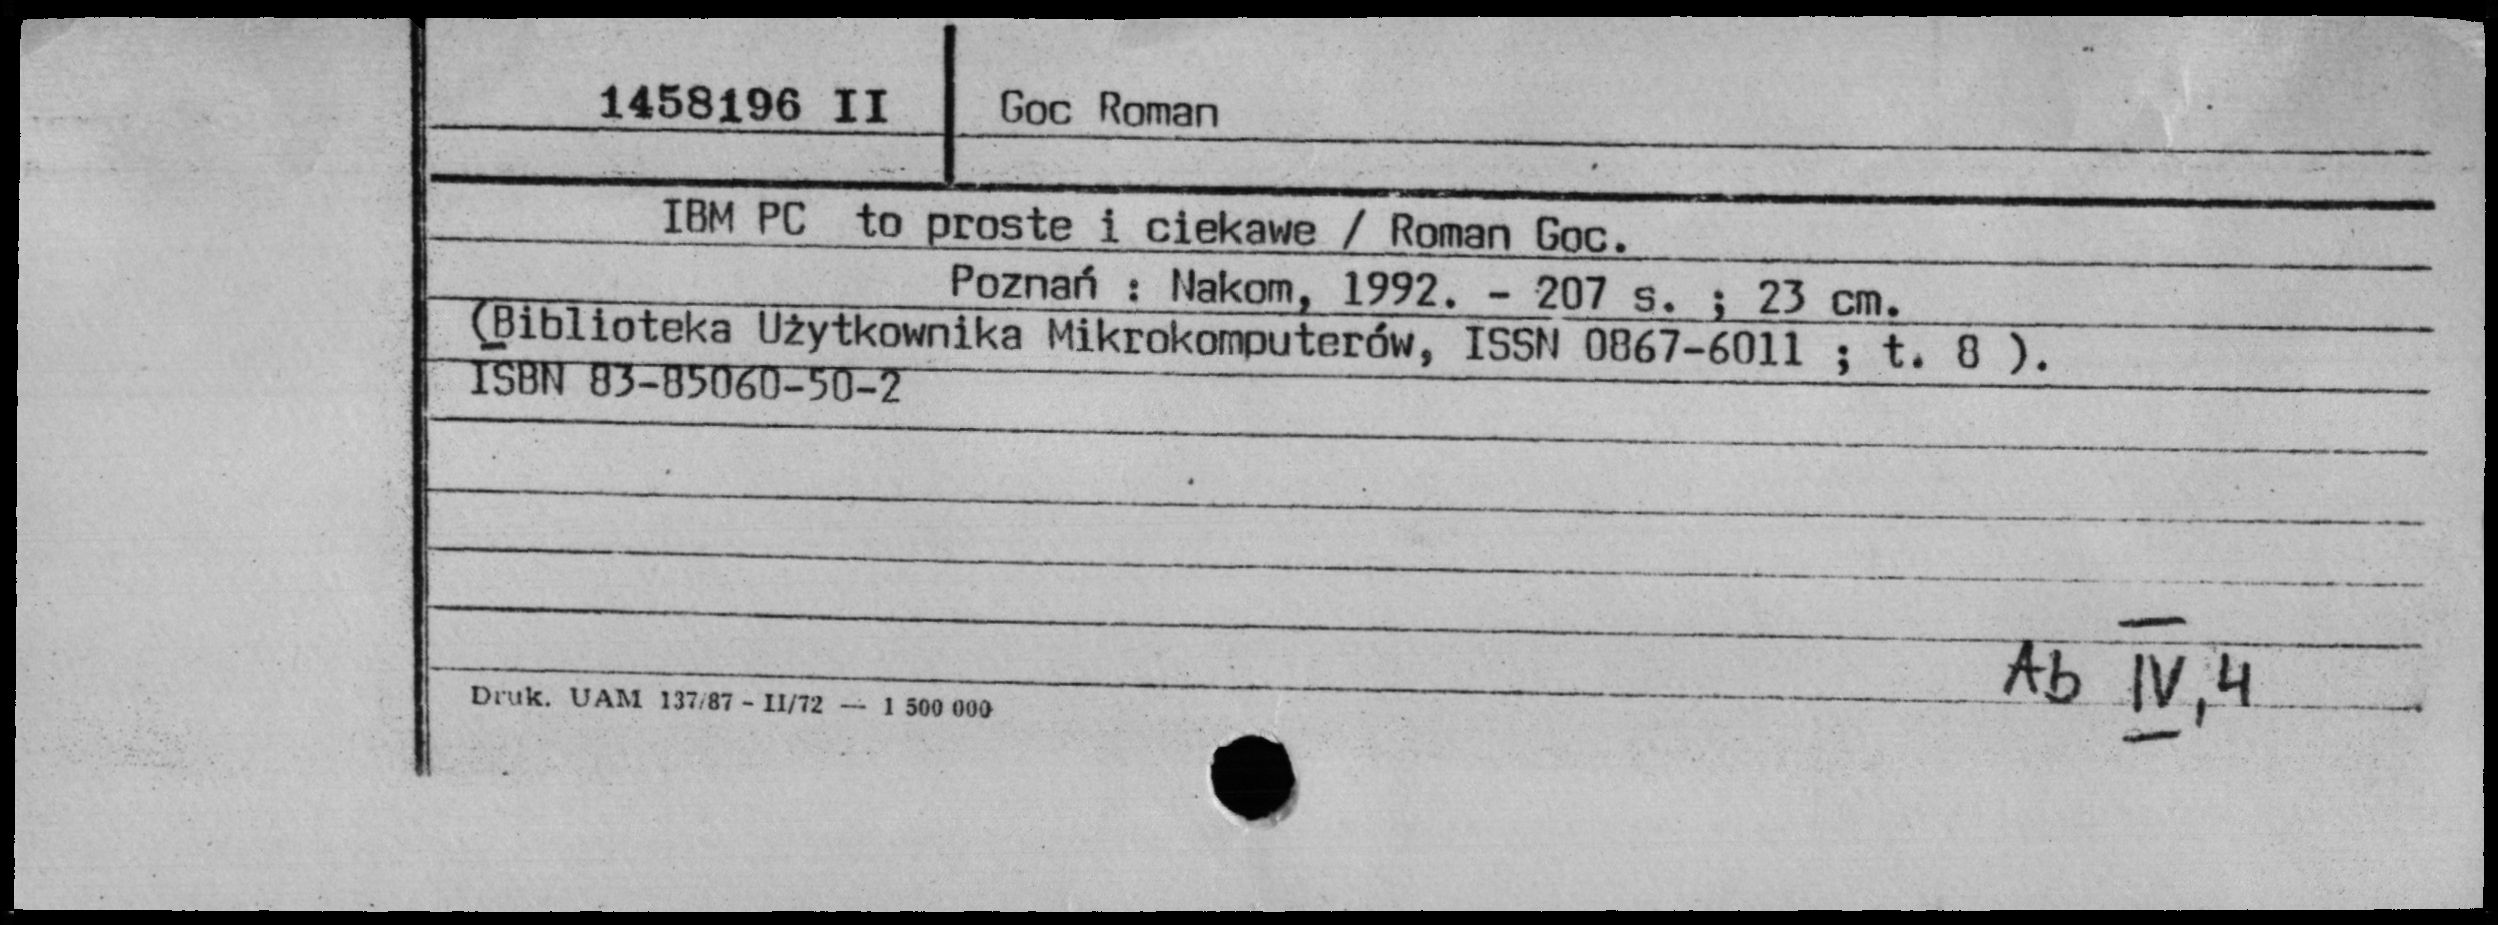 1458196 II
Goc Roman
IBM PC to proste i ciekawe / Roman Goc.
Poznań : Nakom, 1992. - 207 s. ; 23 cm.
(Biblioteka Użytkownika Mikrokomputerów, ISSN 0867-6011 ; t. 8 ).
ISBN 83-85060-50-2
Ab IV, 4
Druk. UAM 137/87 - II/72 — 1 500 000